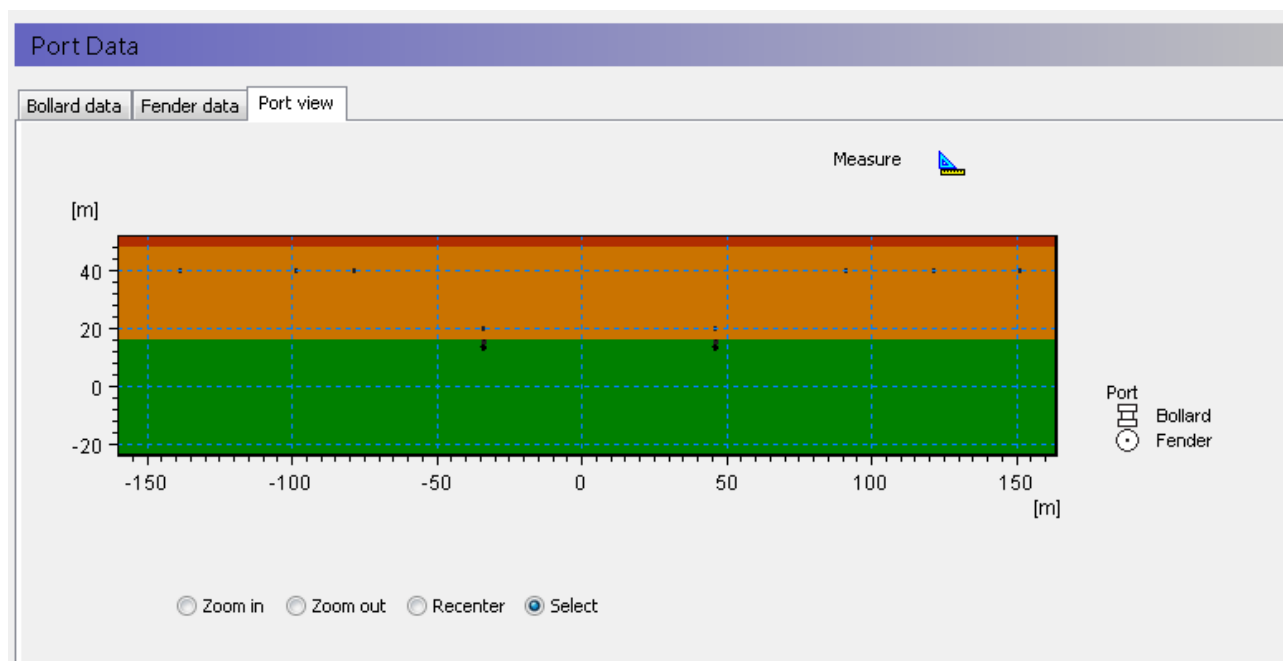 Port Data
Bollard data Fender data Port view
Measure
[m]
40
20
0
-20
-150 -100 -50 0 50 100 150
[m]
Port
Bollard
Fender
Zoom in Zoom out Recenter Select